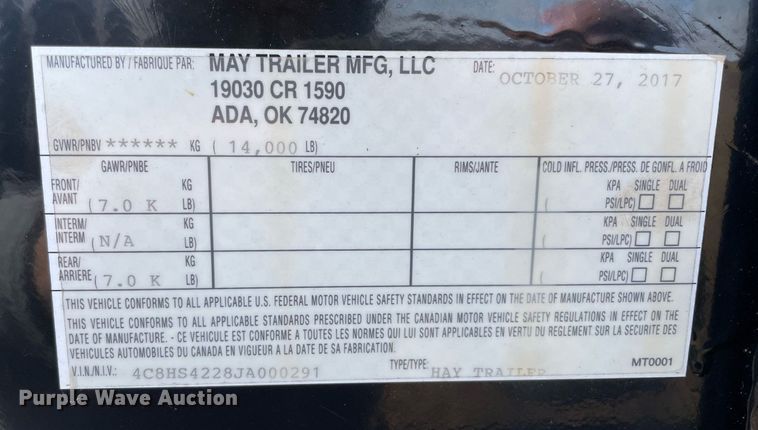 MANUFACTURED BY / FABRIQUE PAR: MAY TRAILER MFG, LLC DATE: OCTOBER 27, 2017
19030 CR 1590
ADA, OK 74820
GVWR/PNBV ****** KG (14,000 LB)
GAWR/PNBE TIRES/PNEU RIMS/JANTE COLD INFL. PRESS./PRESS. DE GONFL. A FROID
FRONT/ KG KPA SINGLE DUAL
AVANT (7.0 K LB) ( PSI/LPC)
INTERM/ KG KPA SINGLE DUAL
INTERM (N/A LB) ( PSI/LPC)
REAR/ KG KPA SINGLE DUAL
ARRIERE (7.0 K LB) ( PSI/LPC)
THIS VEHICLE CONFORMS TO ALL APPLICABLE U.S. FEDERAL MOTOR VEHICLE SAFETY STANDARDS IN EFFECT ON THE DATE OF MANUFACTURE SHOWN ABOVE.
THIS VEHICLE CONFORMS TO ALL APPLICABLE STANDARDS PRESCRIBED UNDER THE CANADIAN MOTOR VEHICLE SAFETY REGULATIONS IN EFFECT ON THE
DATE OF MANUFACTURE. - CE VEHICULE EST CONFORME A TOUTES LES NORMES QUI LUI SONT APPLICABLES EN VERTU DU REGLEMENT SUR LA SECURITE DES
VEHICULES AUTOMOBILES DU CANADA EN VIGUEUR A LA DATE DE SA FABRICATION. MT0001
V.I.N./N.I.V.: 4C8HS4228JA000291 TYPE/TYPE: HAY TRAILER
Purple Wave Auction